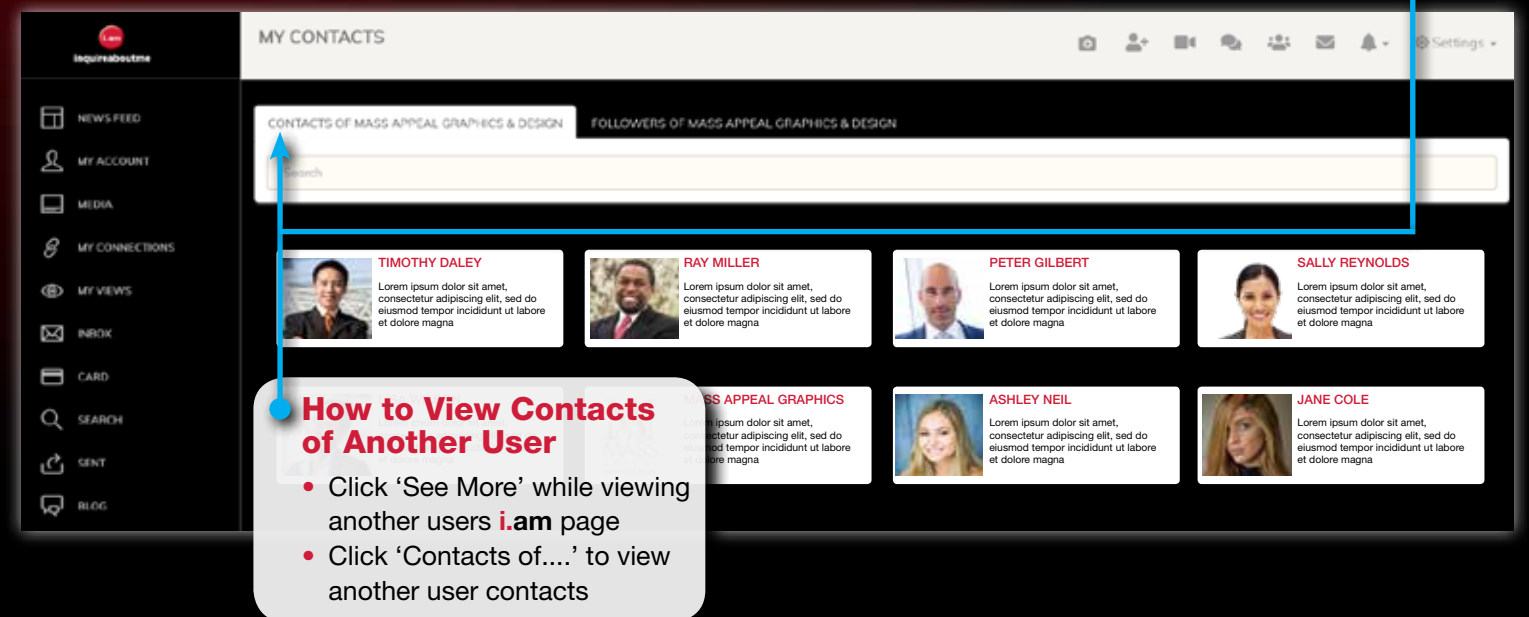 i.am
inquireaboutme
MY CONTACTS
Settings
NEWS FEED
MY ACCOUNT
MEDIA
MY CONNECTIONS
MY VIEWS
INBOX
CARD
SEARCH
SENT
BLOG
CONTACTS OF MASS APPEAL GRAPHICS & DESIGN
FOLLOWERS OF MASS APPEAL GRAPHICS & DESIGN
Search
TIMOTHY DALEY
Lorem ipsum dolor sit amet,
consectetur adipiscing elit, sed do
eiusmod tempor incididunt ut labore
et dolore magna
RAY MILLER
Lorem ipsum dolor sit amet,
consectetur adipiscing elit, sed do
eiusmod tempor incididunt ut labore
et dolore magna
PETER GILBERT
Lorem ipsum dolor sit amet,
consectetur adipiscing elit, sed do
eiusmod tempor incididunt ut labore
et dolore magna
SALLY REYNOLDS
Lorem ipsum dolor sit amet,
consectetur adipiscing elit, sed do
eiusmod tempor incididunt ut labore
et dolore magna
MASS APPEAL GRAPHICS
Lorem ipsum dolor sit amet,
consectetur adipiscing elit, sed do
eiusmod tempor incididunt ut labore
et dolore magna
ASHLEY NEIL
Lorem ipsum dolor sit amet,
consectetur adipiscing elit, sed do
eiusmod tempor incididunt ut labore
et dolore magna
JANE COLE
Lorem ipsum dolor sit amet,
consectetur adipiscing elit, sed do
eiusmod tempor incididunt ut labore
et dolore magna
How to View Contacts
of Another User
• Click ‘See More’ while viewing
another users i.am page
• Click ‘Contacts of....’ to view
another user contacts